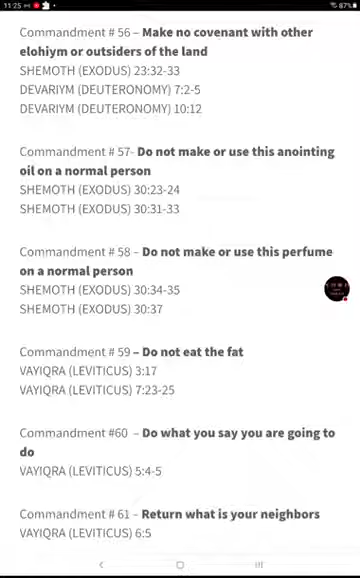 11:25
87%
Commandment # 56 – Make no covenant with other
elohiym or outsiders of the land
SHEMOTH (EXODUS) 23:32-33
DEVARIYM (DEUTERONOMY) 7:2-5
DEVARIYM (DEUTERONOMY) 10:12
Commandment # 57- Do not make or use this anointing
oil on a normal person
SHEMOTH (EXODUS) 30:23-24
SHEMOTH (EXODUS) 30:31-33
Commandment # 58 – Do not make or use this perfume
on a normal person
SHEMOTH (EXODUS) 30:34-35
SHEMOTH (EXODUS) 30:37
Commandment # 59 – Do not eat the fat
VAYIQRA (LEVITICUS) 3:17
VAYIQRA (LEVITICUS) 7:23-25
Commandment #60 – Do what you say you are going to
do
VAYIQRA (LEVITICUS) 5:4-5
Commandment # 61 – Return what is your neighbors
VAYIQRA (LEVITICUS) 6:5